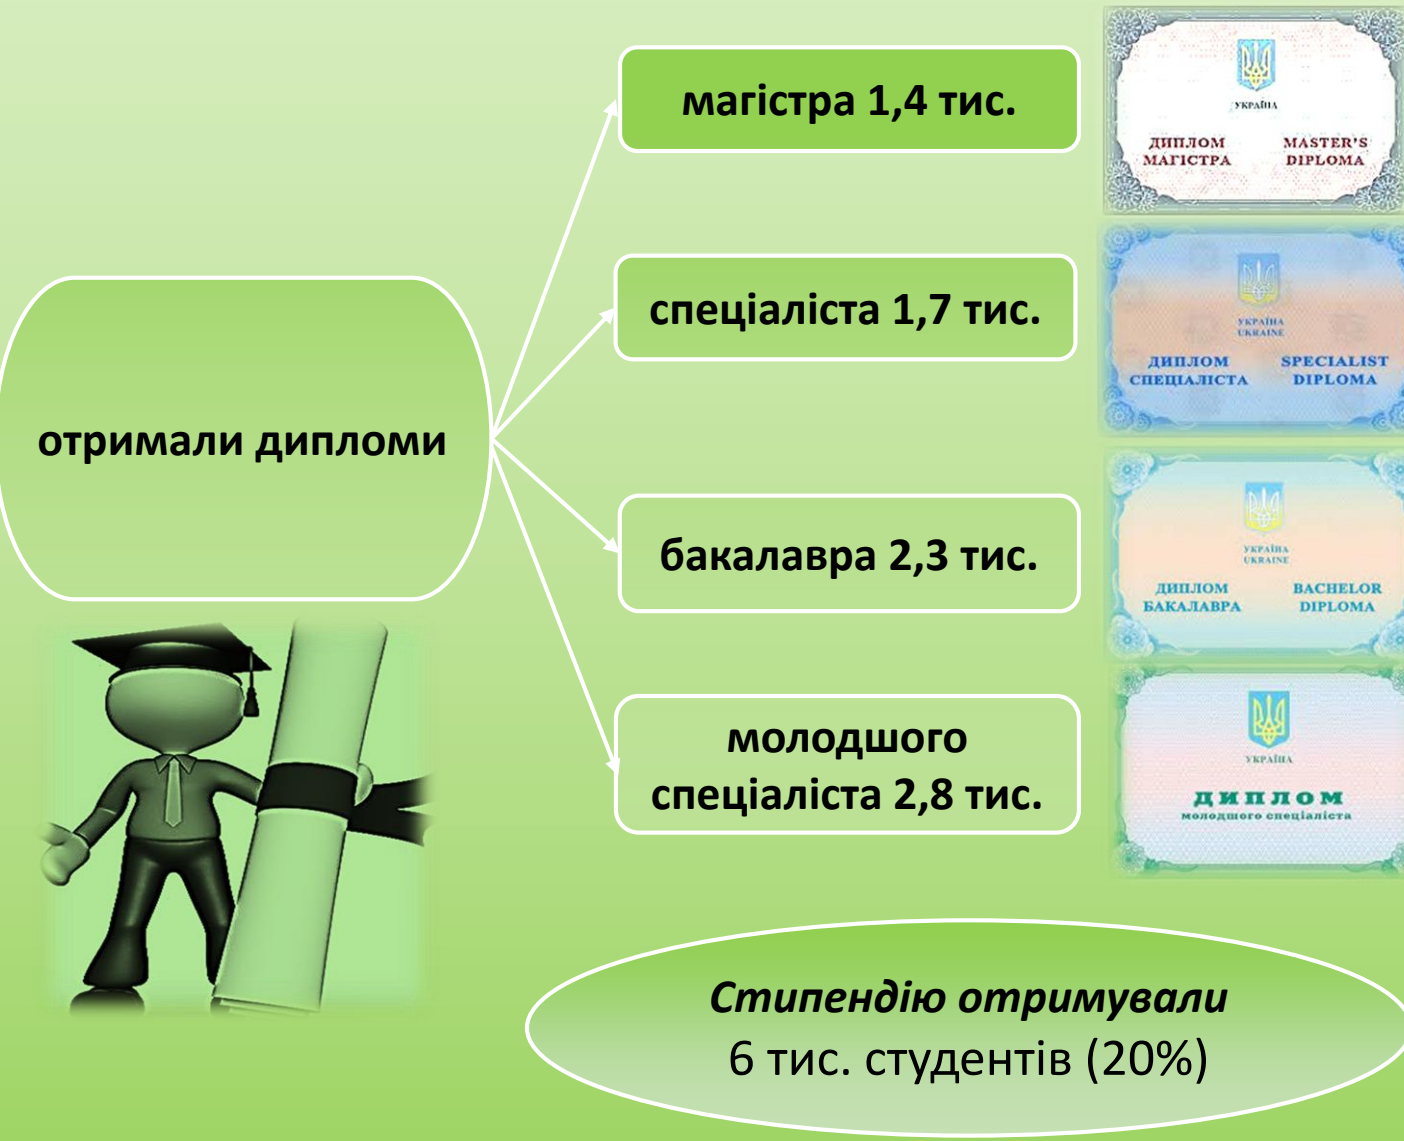 магістра 1,4 тис.
УКРАЇНА
ДИПЛОМ
МАГІСТРА
MASTER'S
DIPLOMA
спеціаліста 1,7 тис.
УКРАЇНА
UKRAINE
ДИПЛОМ
СПЕЦІАЛІСТА
SPECIALIST
DIPLOMA
отримали дипломи
бакалавра 2,3 тис.
УКРАЇНА
UKRAINE
ДИПЛОМ
БАКАЛАВРА
BACHELOR
DIPLOMA
молодшого
спеціаліста 2,8 тис.
УКРАЇНА
ДИПЛОМ
молодшого спеціаліста
Стипендію отримували
6 тис. студентів (20%)